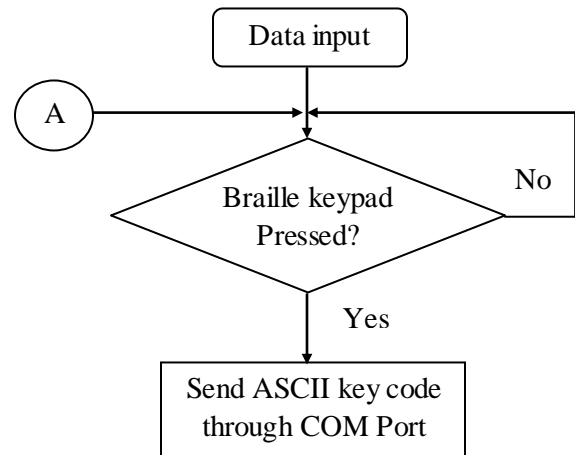 Data input
A
Braille keypad
Pressed?
No
Yes
Send ASCII key code
through COM Port